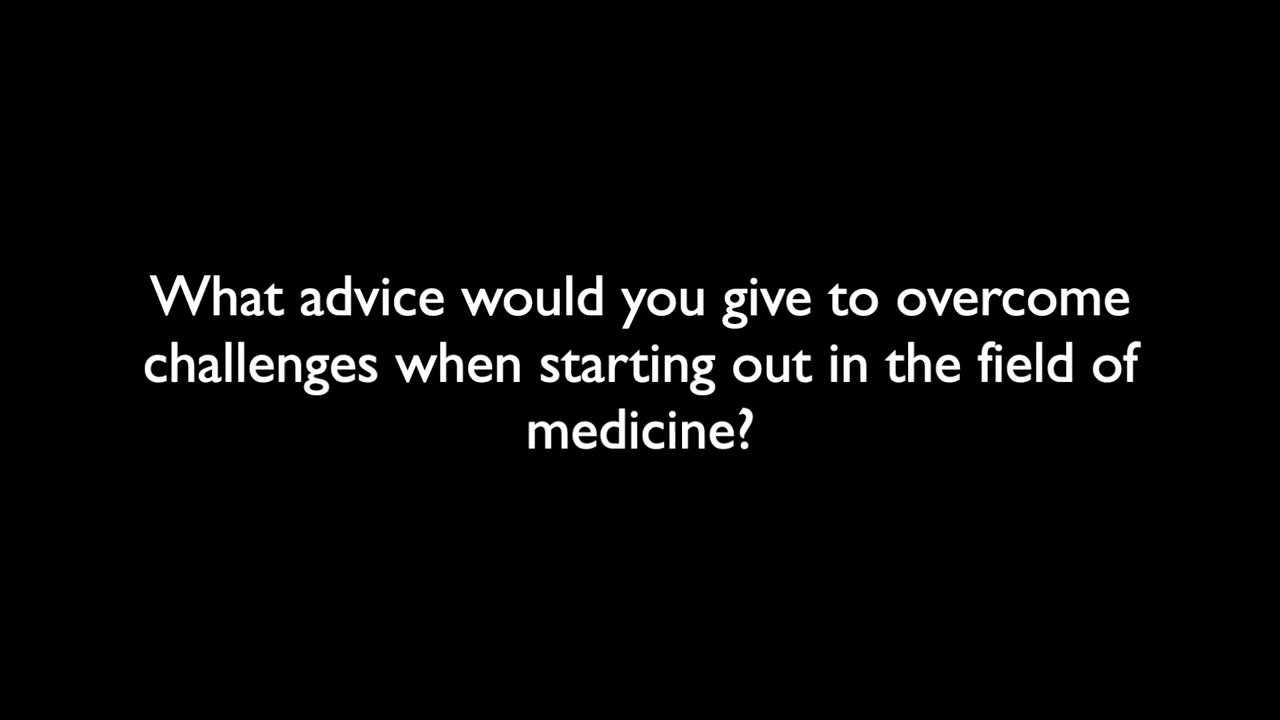 What advice would you give to overcome
challenges when starting out in the field of
medicine?